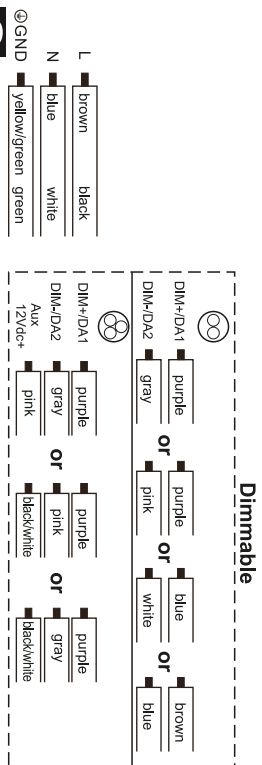 Dimmable
DIM+/DA1 purple purple blue brown
or or or
DIM-/DA2 gray pink white blue
L brown black
N blue white
⏚GND yellow/green green
DIM+/DA1 purple purple purple
or or
DIM-/DA2 gray pink gray
Aux
12Vdc+ pink black/white black/white